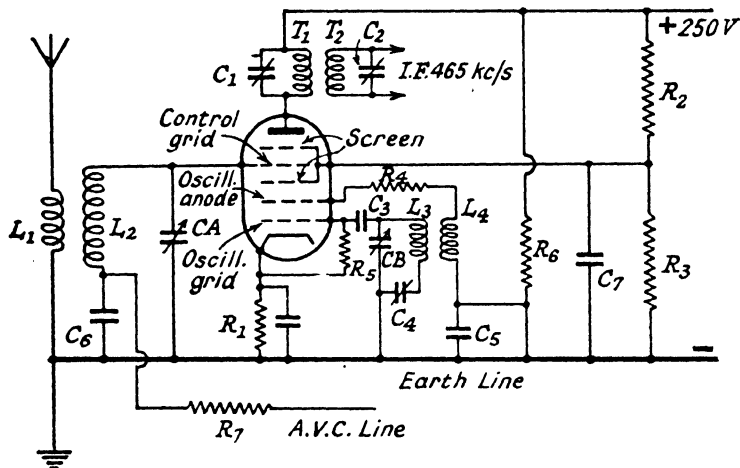 +250V
T1 T2 C2
C1
I.F.465 kc/s
R2
Control grid
Screen
Oscill. anode
R4
C3 L3 L4
L1
L2
CA
CB
R5
Oscill. grid
R6
C7
R3
R1
C4
C5
C6
−
Earth Line
R7
A.V.C. Line